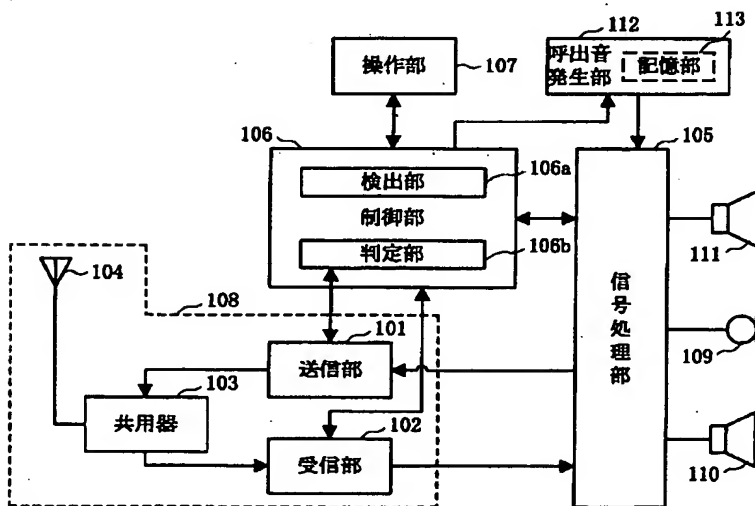 112
113
呼出音
発生部
記憶部
操作部
107
106
105
検出部
106a
制御部
判定部
106b
111
104
108
101
信号処理部
送信部
109
103
共用器
102
受信部
110